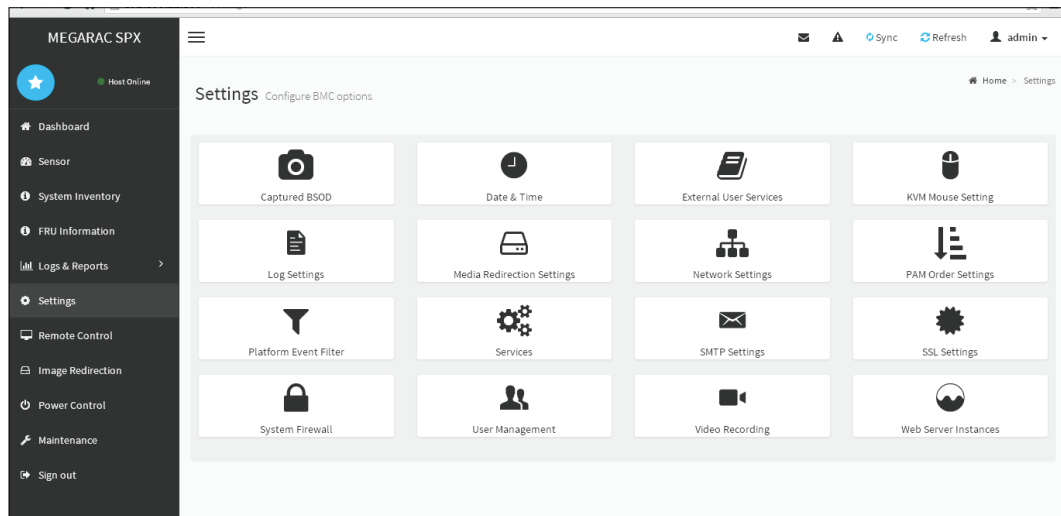 MEGARAC SPX
Sync Refresh admin
Host Online
Home > Settings
Settings Configure BMC options
Dashboard
Sensor
System Inventory
FRU Information
Logs & Reports >
Settings
Remote Control
Image Redirection
Power Control
Maintenance
Sign out
Captured BSOD
Date & Time
External User Services
KVM Mouse Setting
Log Settings
Media Redirection Settings
Network Settings
PAM Order Settings
Platform Event Filter
Services
SMTP Settings
SSL Settings
System Firewall
User Management
Video Recording
Web Server Instances